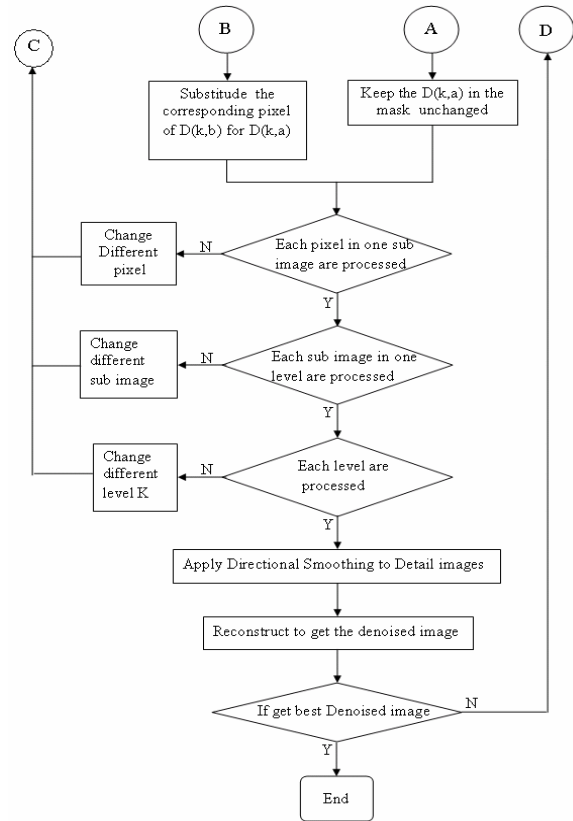 C
B
A
D
Substitude the
corresponding pixel
of D(k,b) for D(k,a)
Keep the D(k,a) in the
mask unchanged
Change
Different
pixel
N
Each pixel in one sub
image are processed
Y
Change
different
sub image
N
Each sub image in one
level are processed
Y
Change
different
level K
N
Each level are
processed
Y
Apply Directional Smoothing to Detail images
Reconstruct to get the denoised image
If get best Denoised image
N
Y
End